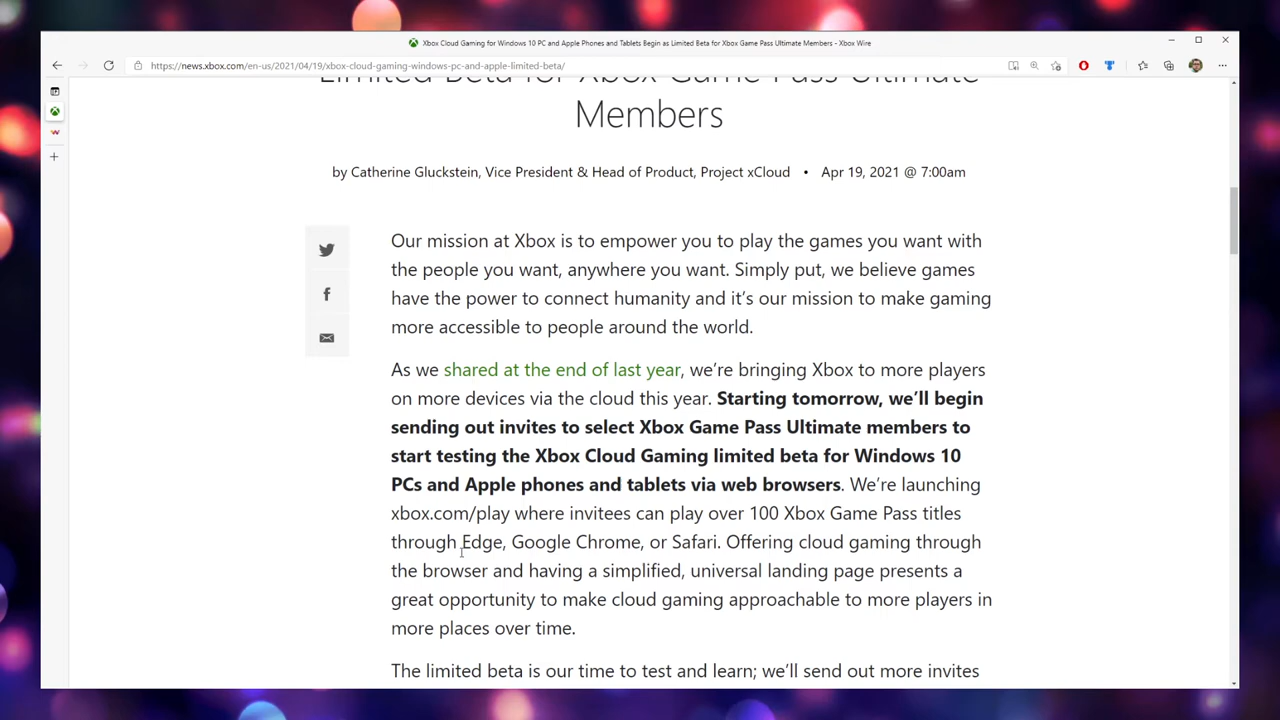 Xbox Cloud Gaming for Windows 10 PC and Apple Phones and Tablets Begin as Limited Beta for Xbox Game Pass Ultimate Members - Xbox Wire
https://news.xbox.com/en-us/2021/04/19/xbox-cloud-gaming-windows-pc-and-apple-limited-beta/
Limited Beta for Xbox Game Pass Ultimate
Members
by Catherine Gluckstein, Vice President & Head of Product, Project xCloud • Apr 19, 2021 @ 7:00am
Our mission at Xbox is to empower you to play the games you want with
the people you want, anywhere you want. Simply put, we believe games
have the power to connect humanity and it’s our mission to make gaming
more accessible to people around the world.
As we shared at the end of last year, we’re bringing Xbox to more players
on more devices via the cloud this year. Starting tomorrow, we’ll begin
sending out invites to select Xbox Game Pass Ultimate members to
start testing the Xbox Cloud Gaming limited beta for Windows 10
PCs and Apple phones and tablets via web browsers. We’re launching
xbox.com/play where invitees can play over 100 Xbox Game Pass titles
through Edge, Google Chrome, or Safari. Offering cloud gaming through
the browser and having a simplified, universal landing page presents a
great opportunity to make cloud gaming approachable to more players in
more places over time.
The limited beta is our time to test and learn; we’ll send out more invites